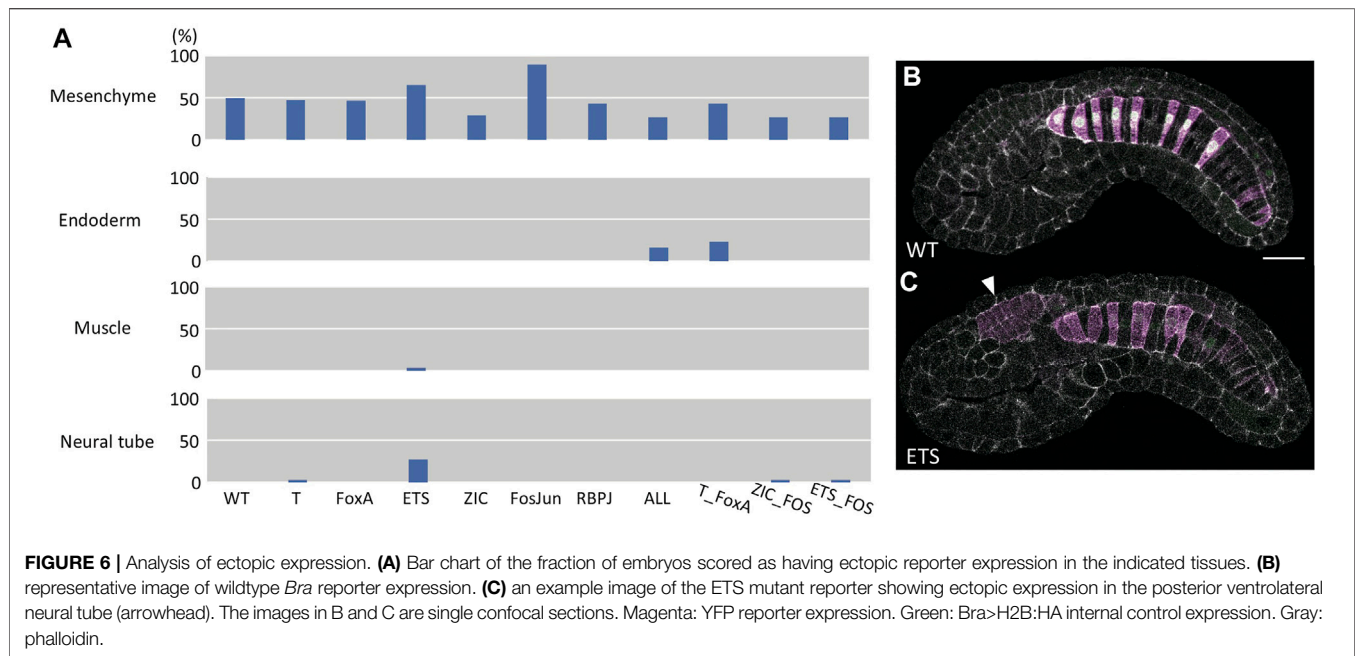 A
(%)
100
Mesenchyme
50
0
100
Endoderm
50
0
100
Muscle
50
0
100
Neural tube
50
0
WT T FoxA ETS ZIC FosJun RBPJ ALL T_FoxA ZIC_FOS ETS_FOS
B
WT
C
ETS
FIGURE 6 | Analysis of ectopic expression. (A) Bar chart of the fraction of embryos scored as having ectopic reporter expression in the indicated tissues. (B)
representative image of wildtype Bra reporter expression. (C) an example image of the ETS mutant reporter showing ectopic expression in the posterior ventrolateral
neural tube (arrowhead). The images in B and C are single confocal sections. Magenta: YFP reporter expression. Green: Bra>H2B:HA internal control expression. Gray:
phalloidin.